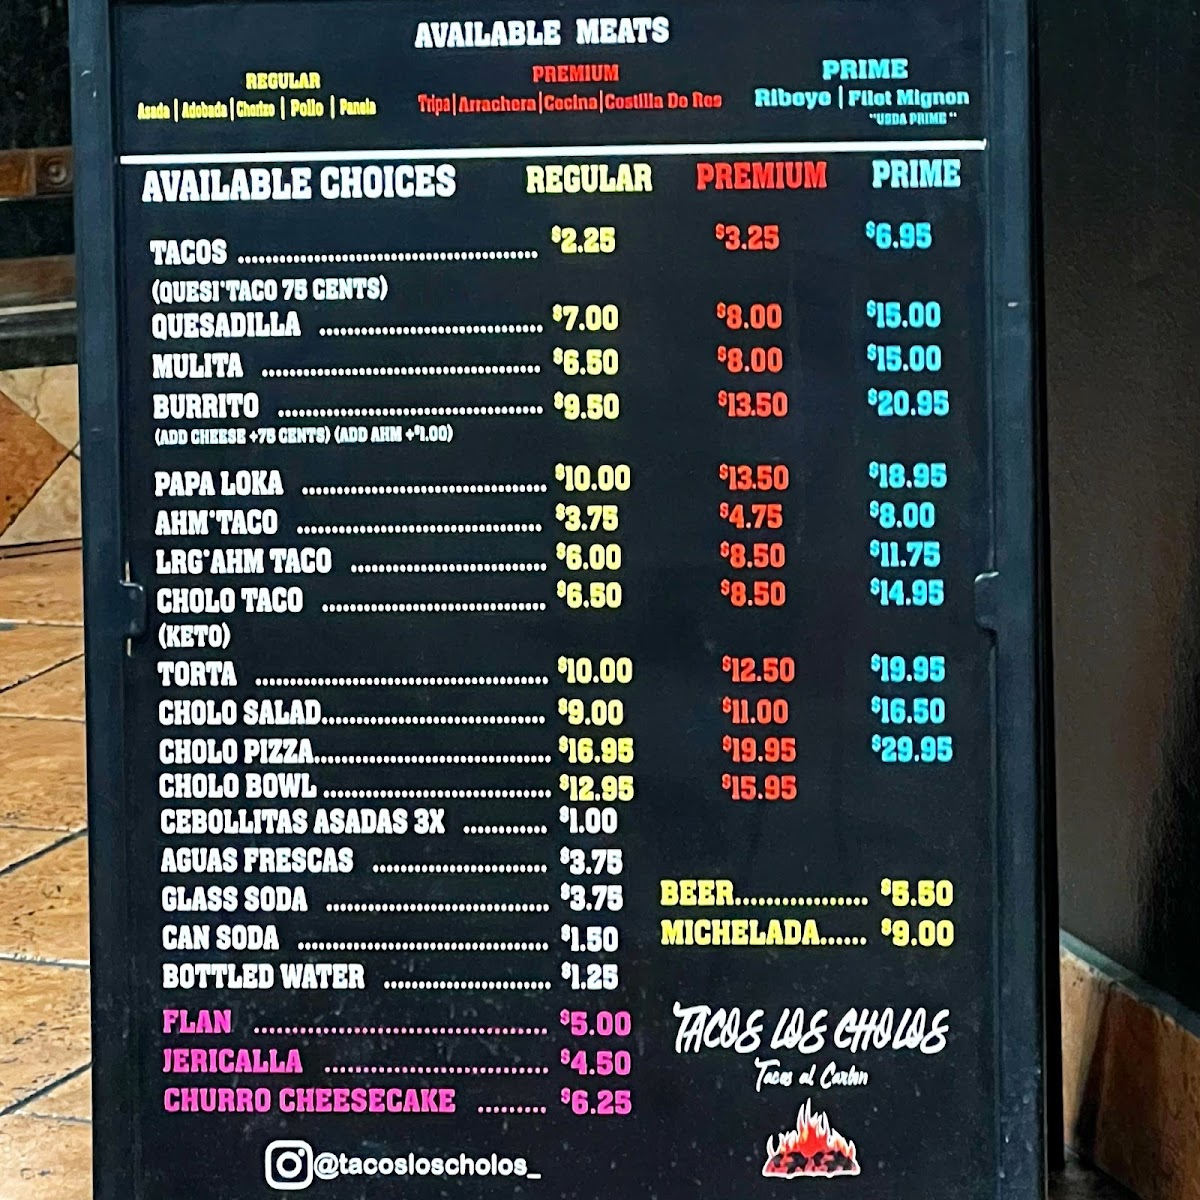 AVAILABLE MEATS
REGULAR PREMIUM PRIME
Asada | Adobada | Chorizo | Pollo | Panela Tripa | Arrachera | Cecina | Costilla De Res Ribeye | Filet Mignon
"USDA PRIME"
AVAILABLE CHOICES REGULAR PREMIUM PRIME
TACOS ........ $2.25 $3.25 $6.95
(QUESI'TACO 75 CENTS)
QUESADILLA ........ $7.00 $8.00 $15.00
MULITA ........ $6.50 $8.00 $15.00
BURRITO ........ $9.50 $13.50 $20.95
(ADD CHEESE +75 CENTS) (ADD AHM +$1.00)
PAPA LOKA ........ $10.00 $13.50 $18.95
AHM'TACO ........ $3.75 $4.75 $8.00
LRG'AHM TACO ........ $6.00 $8.50 $11.75
CHOLO TACO ........ $6.50 $8.50 $14.95
(KETO)
TORTA ........ $10.00 $12.50 $19.95
CHOLO SALAD........ $9.00 $11.00 $16.50
CHOLO PIZZA........ $16.95 $19.95 $29.95
CHOLO BOWL ........ $12.95 $15.95
CEBOLLITAS ASADAS 3X ........ $1.00
AGUAS FRESCAS ........ $3.75
GLASS SODA ........ $3.75
CAN SODA ........ $1.50
BOTTLED WATER ........ $1.25
BEER........ $5.50
MICHELADA...... $9.00
FLAN ........ $5.00
JERICALLA ........ $4.50
CHURRO CHEESECAKE ........ $6.25
TACOS LOS CHOLOS
Tacos al Carbon
@tacosloscholos_